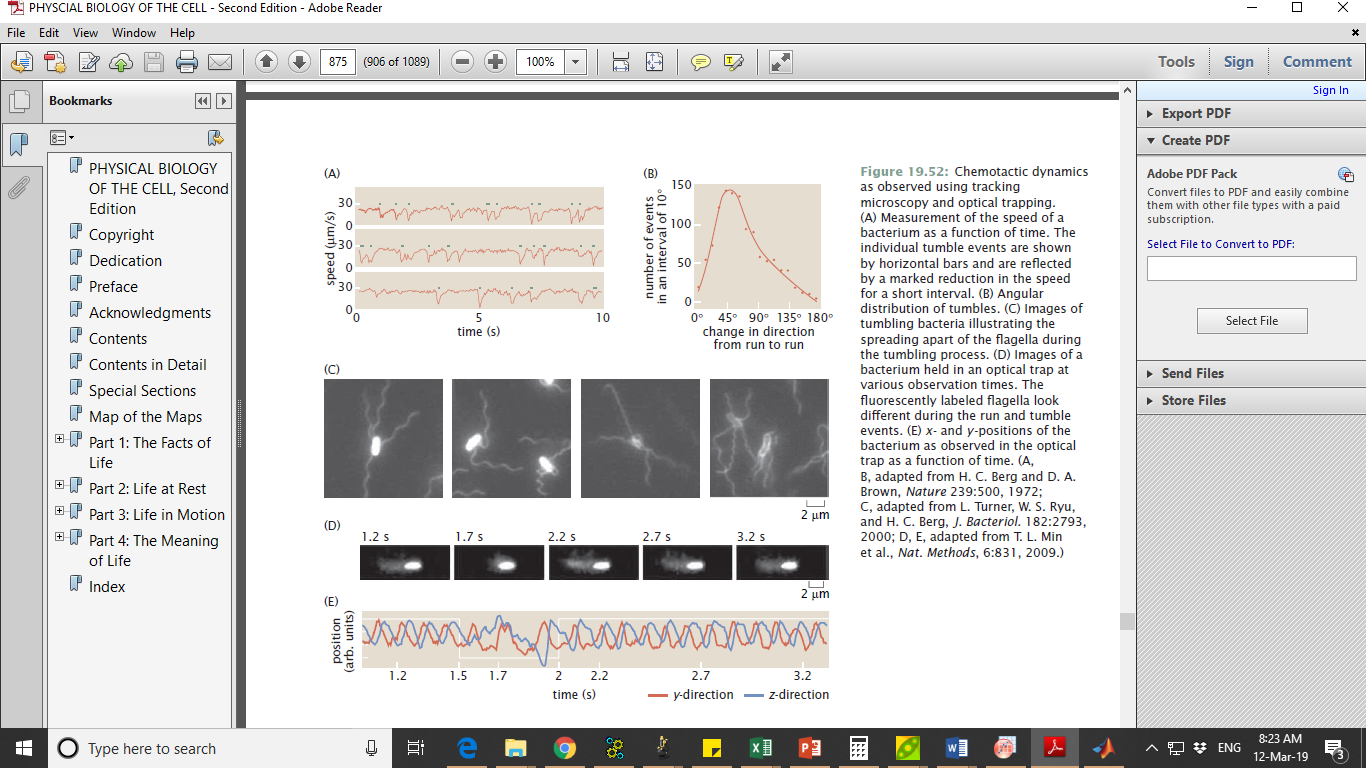 PHYSCIAL BIOLOGY OF THE CELL - Second Edition - Adobe Reader
File Edit View Window Help
875 (906 of 1089) 100% Tools Sign Comment
Bookmarks
PHYSICAL BIOLOGY
OF THE CELL, Second
Edition
Copyright
Dedication
Preface
Acknowledgments
Contents
Contents in Detail
Special Sections
Map of the Maps
Part 1: The Facts of
Life
Part 2: Life at Rest
Part 3: Life in Motion
Part 4: The Meaning
of Life
Index
(A)
speed (μm/s)
30
0
30
0
30
0
0 5 10
time (s)
(B)
number of events
in an interval of 10°
150
100
50
0
0° 45° 90° 135° 180°
change in direction
from run to run
(C)
2 μm
(D)
1.2 s 1.7 s 2.2 s 2.7 s 3.2 s
2 μm
(E)
position
(arb. units)
1.2 1.5 1.7 2 2.2 2.7 3.2
time (s) y-direction z-direction
Figure 19.52: Chemotactic dynamics
as observed using tracking
microscopy and optical trapping.
(A) Measurement of the speed of a
bacterium as a function of time. The
individual tumble events are shown
by horizontal bars and are reflected
by a marked reduction in the speed
for a short interval. (B) Angular
distribution of tumbles. (C) Images of
tumbling bacteria illustrating the
spreading apart of the flagella during
the tumbling process. (D) Images of a
bacterium held in an optical trap at
various observation times. The
fluorescently labeled flagella look
different during the run and tumble
events. (E) x- and y-positions of the
bacterium as observed in the optical
trap as a function of time. (A,
B, adapted from H. C. Berg and D. A.
Brown, Nature 239:500, 1972;
C, adapted from L. Turner, W. S. Ryu,
and H. C. Berg, J. Bacteriol. 182:2793,
2000; D, E, adapted from T. L. Min
et al., Nat. Methods, 6:831, 2009.)
Sign In
Export PDF
Create PDF
Adobe PDF Pack
Convert files to PDF and easily combine
them with other file types with a paid
subscription.
Select File to Convert to PDF:
Select File
Send Files
Store Files
Type here to search
ENG
8:23 AM
12-Mar-19
3